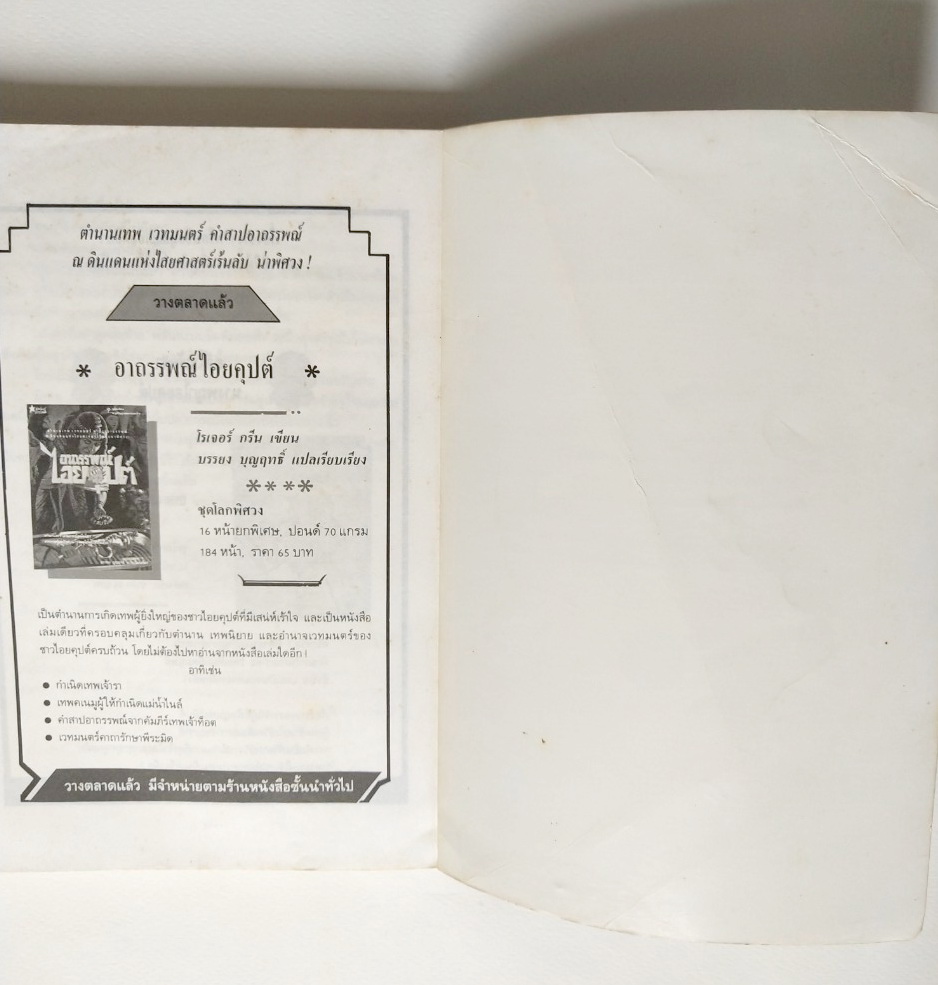 ตำนานเทพ เวทมนตร์ คำสาปอาถรรพณ์
ณ ดินแดนแห่งไสยศาสตร์เร้นลับ น่าพิศวง !
วางตลาดแล้ว
* อาถรรพณ์ไอยคุปต์ *
อาถรรพณ์
ไอยคุปต์
โรเจอร์ กรีน เขียน
บรรยง บุญฤทธิ์ แปลเรียบเรียง
****
ชุดโลกพิศวง
16 หน้ายกพิเศษ, ปอนด์ 70 แกรม
184 หน้า, ราคา 65 บาท
เป็นตำนานการเกิดเทพผู้ยิ่งใหญ่ของชาวไอยคุปต์ที่มีเสน่ห์เร้าใจ และเป็นหนังสือ
เล่มเดียวที่ครอบคลุมเกี่ยวกับตำนาน เทพนิยาย และอำนาจเวทมนตร์ของ
ชาวไอยคุปต์ครบถ้วน โดยไม่ต้องไปหาอ่านจากหนังสือเล่มใดอีก !
อาทิเช่น
● กำเนิดเทพเจ้ารา
● เทพคเนมูผู้ให้กำเนิดแม่น้ำไนล์
● คำสาปอาถรรพณ์จากคัมภีร์เทพเจ้าท็อต
● เวทมนตร์คาถารักษาพีระมิด
วางตลาดแล้ว มีจำหน่ายตามร้านหนังสือชั้นนำทั่วไป